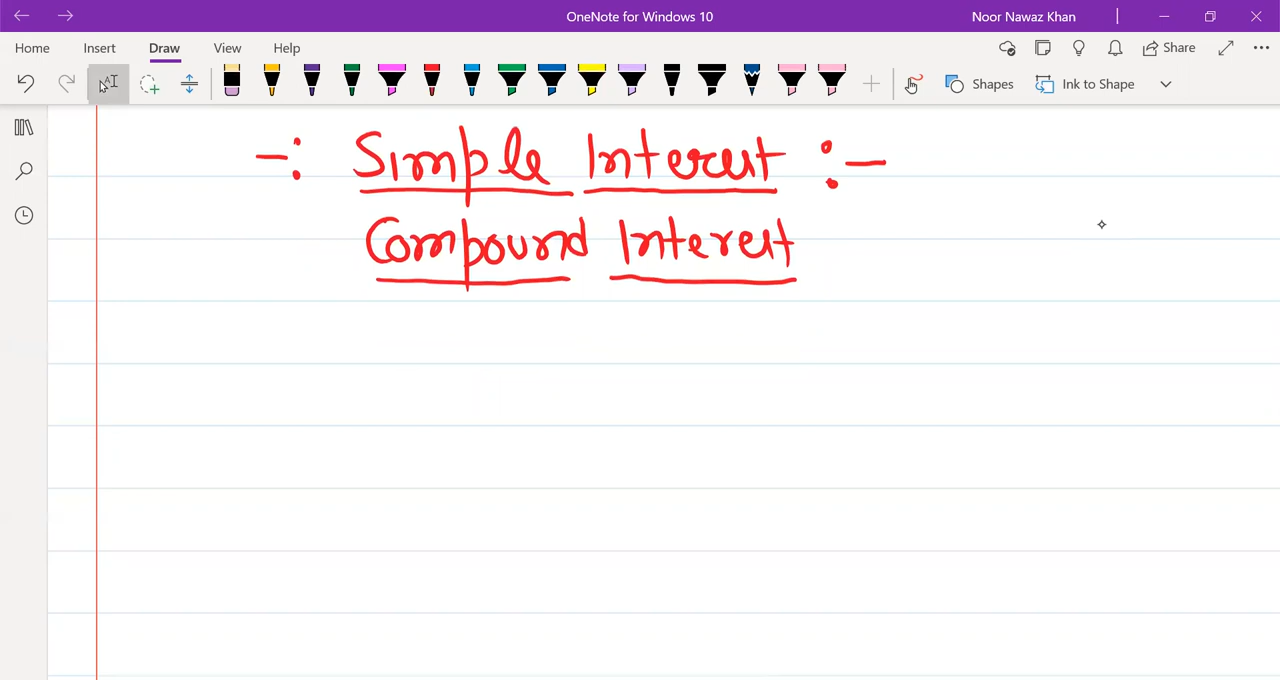 OneNote for Windows 10
Noor Nawaz Khan
Home Insert Draw View Help Share
Shapes Ink to Shape
-: Simple Interest :-
Compound Interest